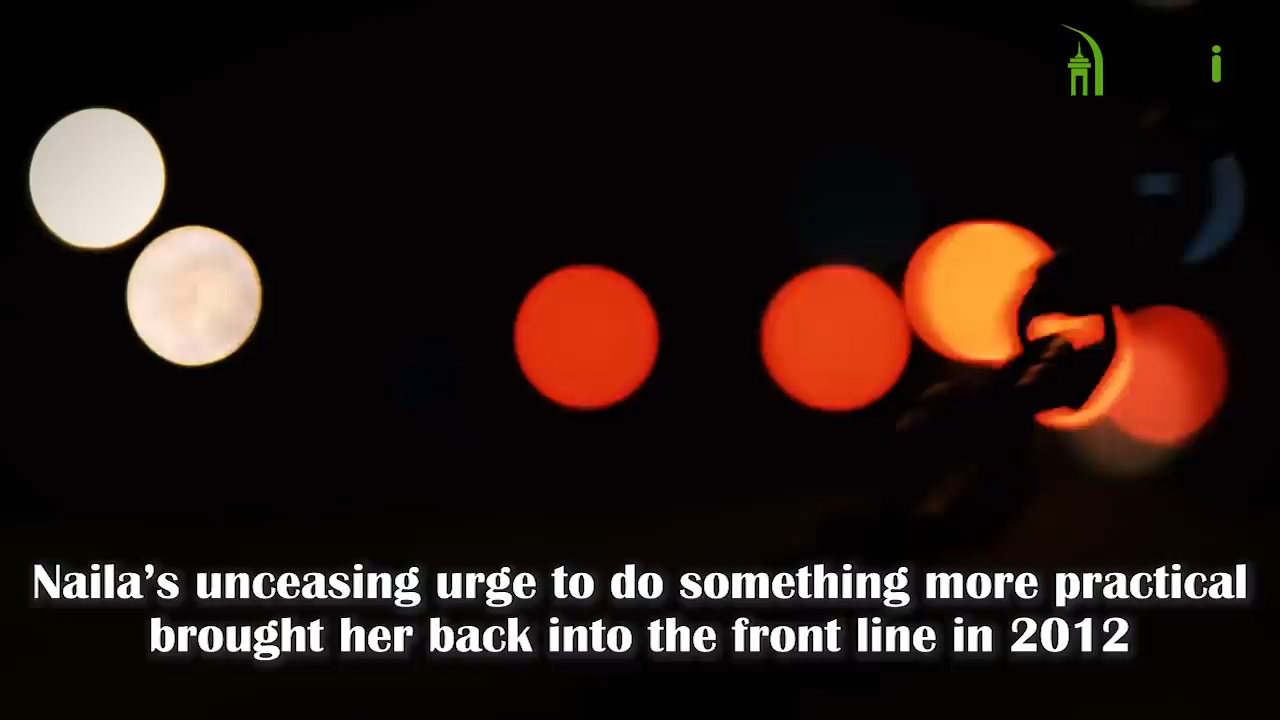 Naila’s unceasing urge to do something more practical
brought her back into the front line in 2012